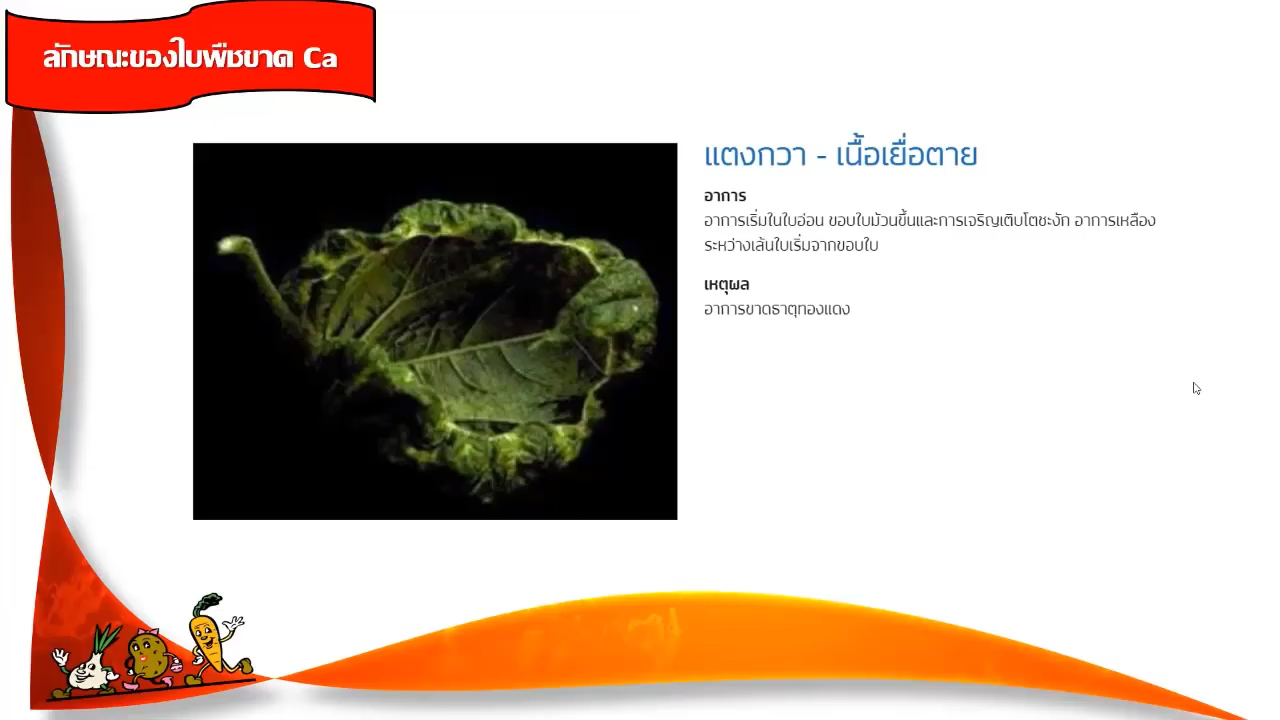 ลักษณะของใบพืชขาด Ca
แตงกวา - เนื้อเยื่อตาย
อาการ
อาการเริ่มในใบอ่อน ขอบใบม้วนขึ้นและการเจริญเติบโตชะงัก อาการเหลือง
ระหว่างเส้นใบเริ่มจากขอบใบ
เหตุผล
อาการขาดธาตุทองแดง